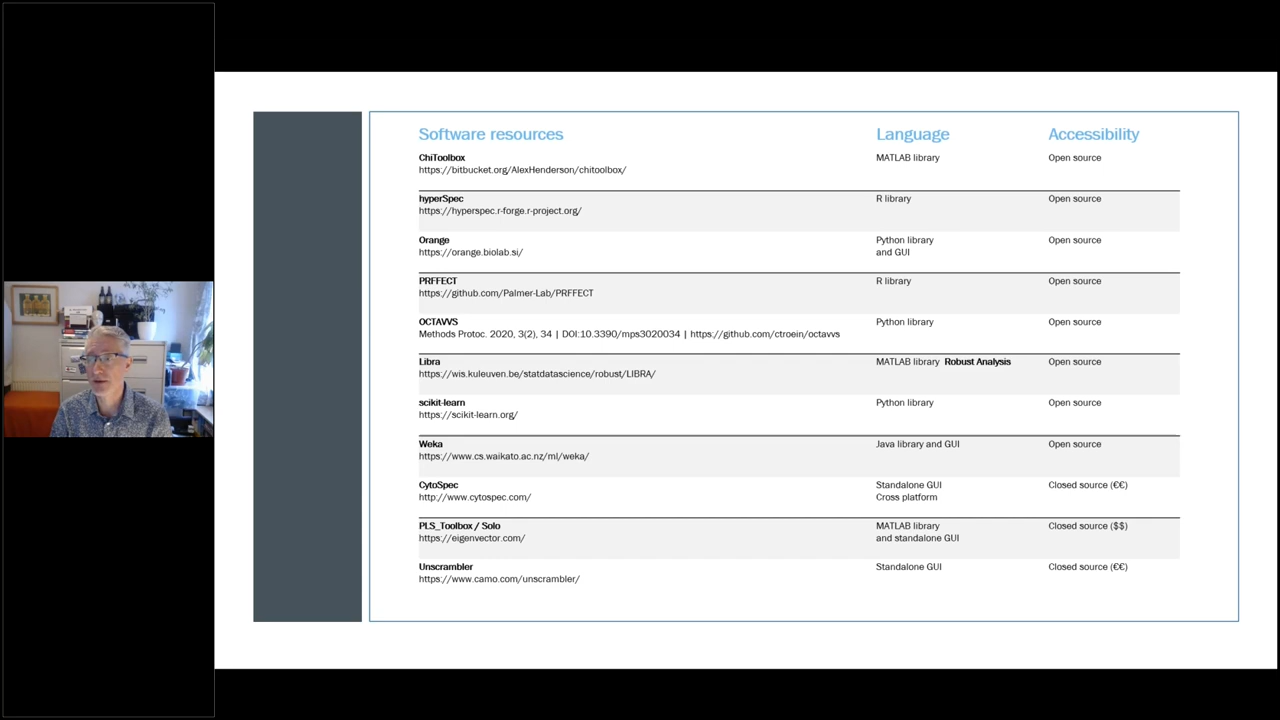 Software resources Language Accessibility
ChiToolbox MATLAB library Open source
https://bitbucket.org/AlexHenderson/chitoolbox/
hyperSpec R library Open source
https://hyperspec.r-forge.r-project.org/
Orange Python library Open source
https://orange.biolab.si/ and GUI
PRFFECT R library Open source
https://github.com/Palmer-Lab/PRFFECT
OCTAVVS Python library Open source
Methods Protoc. 2020, 3(2), 34 | DOI:10.3390/mps3020034 | https://github.com/ctroein/octavvs
Libra MATLAB library Robust Analysis Open source
https://wis.kuleuven.be/statdatascience/robust/LIBRA/
scikit-learn Python library Open source
https://scikit-learn.org/
Weka Java library and GUI Open source
https://www.cs.waikato.ac.nz/ml/weka/
CytoSpec Standalone GUI Closed source (€€)
http://www.cytospec.com/ Cross platform
PLS_Toolbox / Solo MATLAB library Closed source ($$)
https://eigenvector.com/ and standalone GUI
Unscrambler Standalone GUI Closed source (€€)
https://www.camo.com/unscrambler/